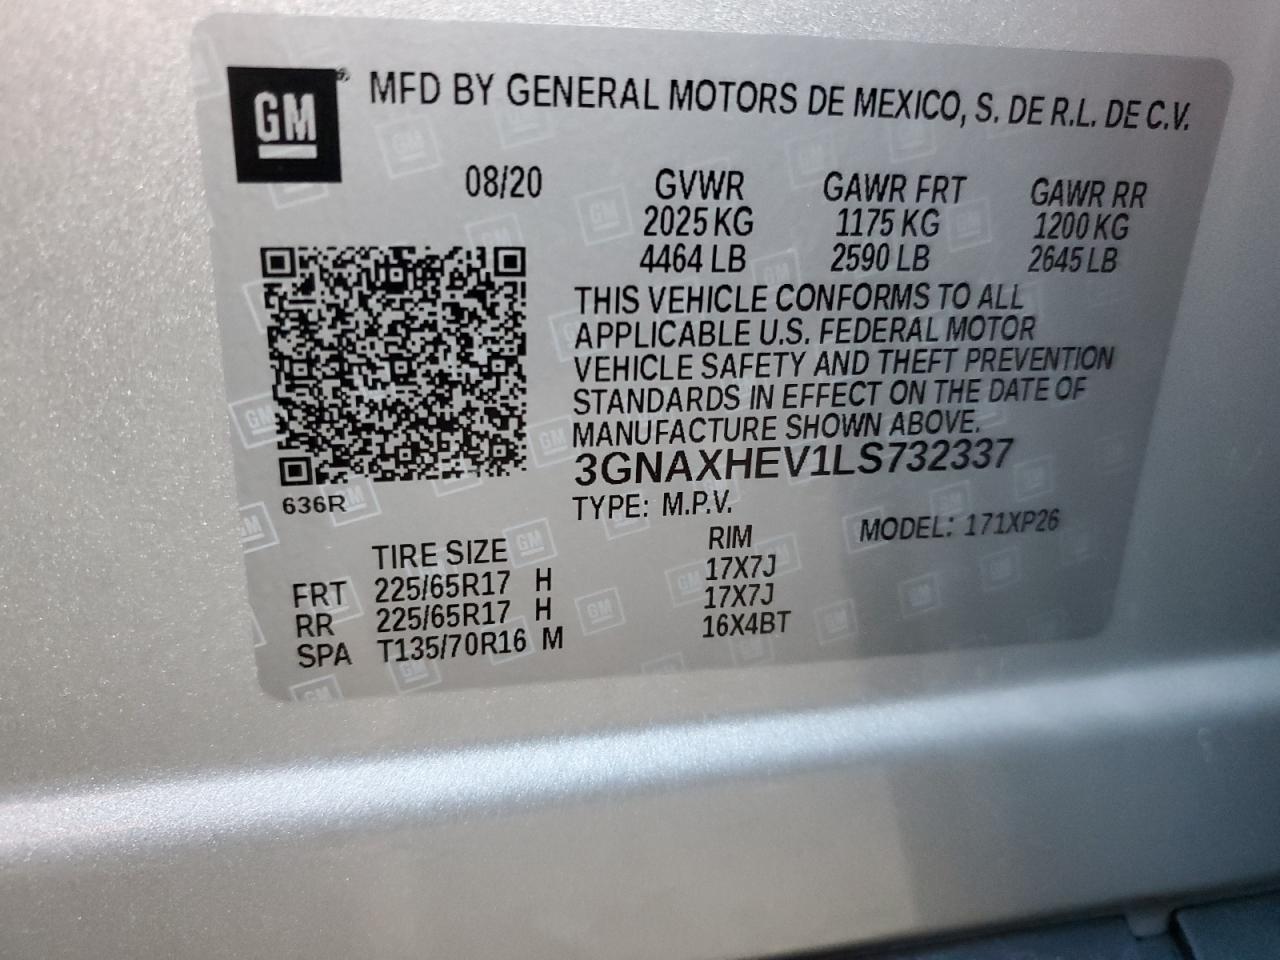 GM® MFD BY GENERAL MOTORS DE MEXICO, S. DE R.L. DE C.V.
08/20 GVWR GAWR FRT GAWR RR
2025 KG 1175 KG 1200 KG
4464 LB 2590 LB 2645 LB
THIS VEHICLE CONFORMS TO ALL
APPLICABLE U.S. FEDERAL MOTOR
VEHICLE SAFETY AND THEFT PREVENTION
STANDARDS IN EFFECT ON THE DATE OF
MANUFACTURE SHOWN ABOVE.
3GNAXHEV1LS732337
636R
TYPE: M.P.V. MODEL: 171XP26
TIRE SIZE RIM
FRT 225/65R17 H 17X7J
RR 225/65R17 H 17X7J
SPA T135/70R16 M 16X4BT